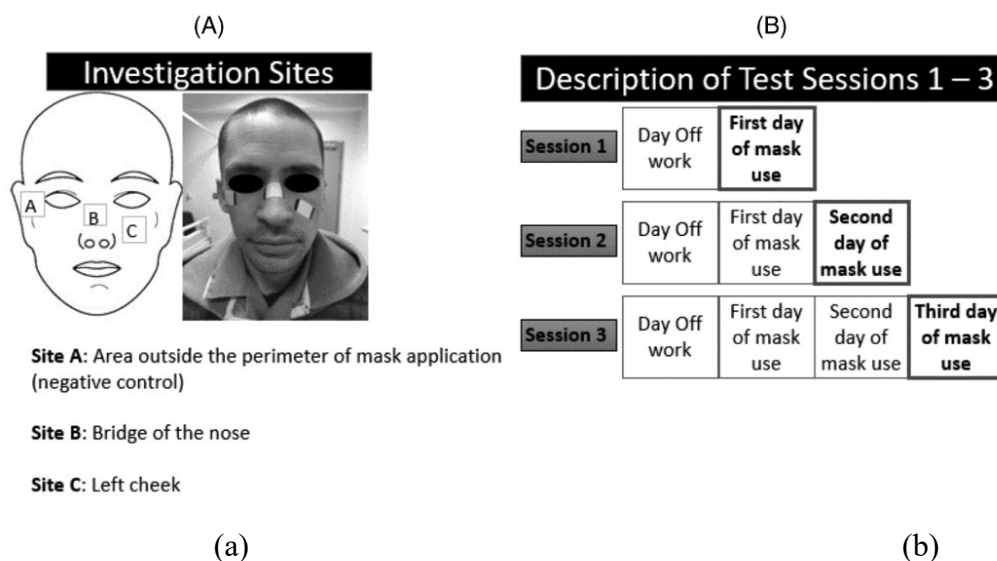 (A)
Investigation Sites
A
B
C
Site A: Area outside the perimeter of mask application
(negative control)
Site B: Bridge of the nose
Site C: Left cheek
(a)
(B)
Description of Test Sessions 1 – 3
Session 1
Day Off
work
First day
of mask
use
Session 2
Day Off
work
First day
of mask
use
Second
day of
mask use
Session 3
Day Off
work
First day
of mask
use
Second
day of
mask use
Third day
of mask
use
(b)